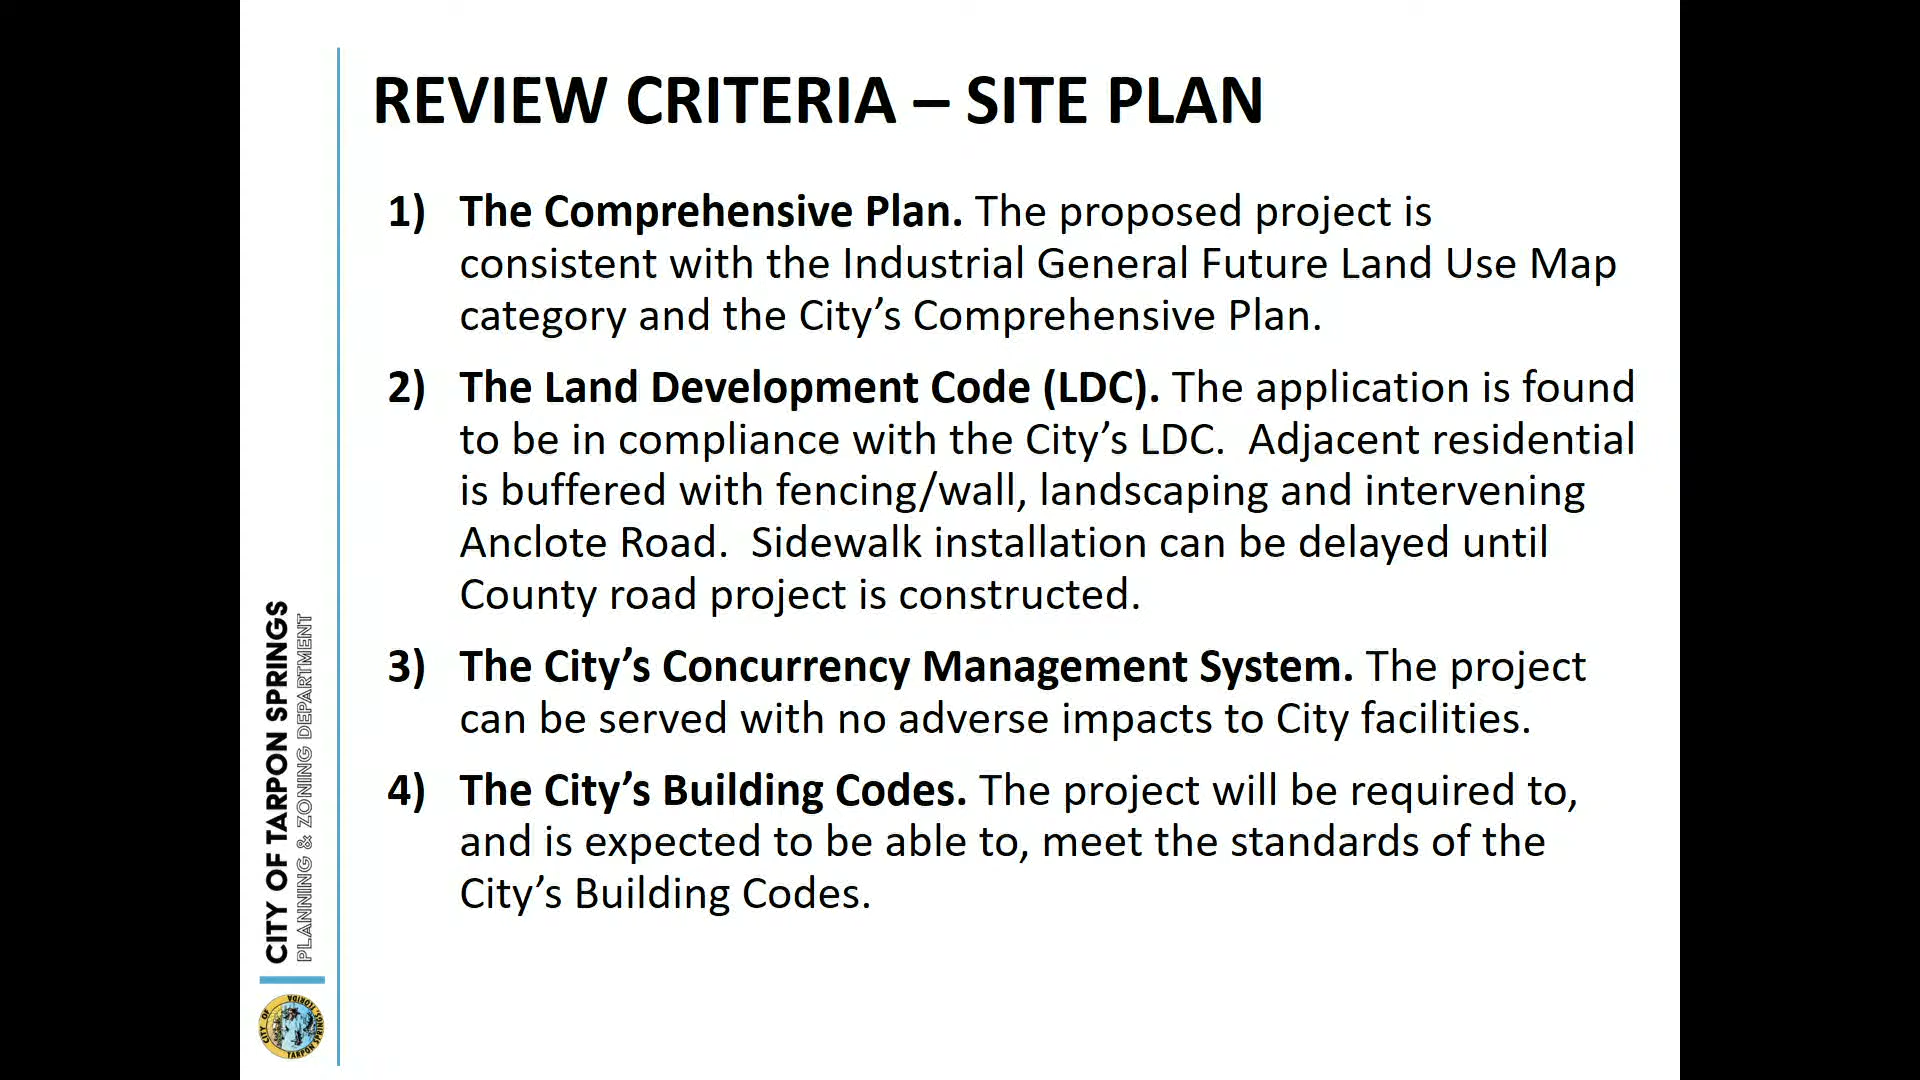 REVIEW CRITERIA – SITE PLAN
1) The Comprehensive Plan. The proposed project is
consistent with the Industrial General Future Land Use Map
category and the City’s Comprehensive Plan.
2) The Land Development Code (LDC). The application is found
to be in compliance with the City’s LDC.  Adjacent residential
is buffered with fencing/wall, landscaping and intervening
Anclote Road.  Sidewalk installation can be delayed until
County road project is constructed.
3) The City’s Concurrency Management System. The project
can be served with no adverse impacts to City facilities.
4) The City’s Building Codes. The project will be required to,
and is expected to be able to, meet the standards of the
City’s Building Codes.
CITY OF TARPON SPRINGS
PLANNING & ZONING DEPARTMENT
CITY OF TARPON SPRINGS, FLORIDA